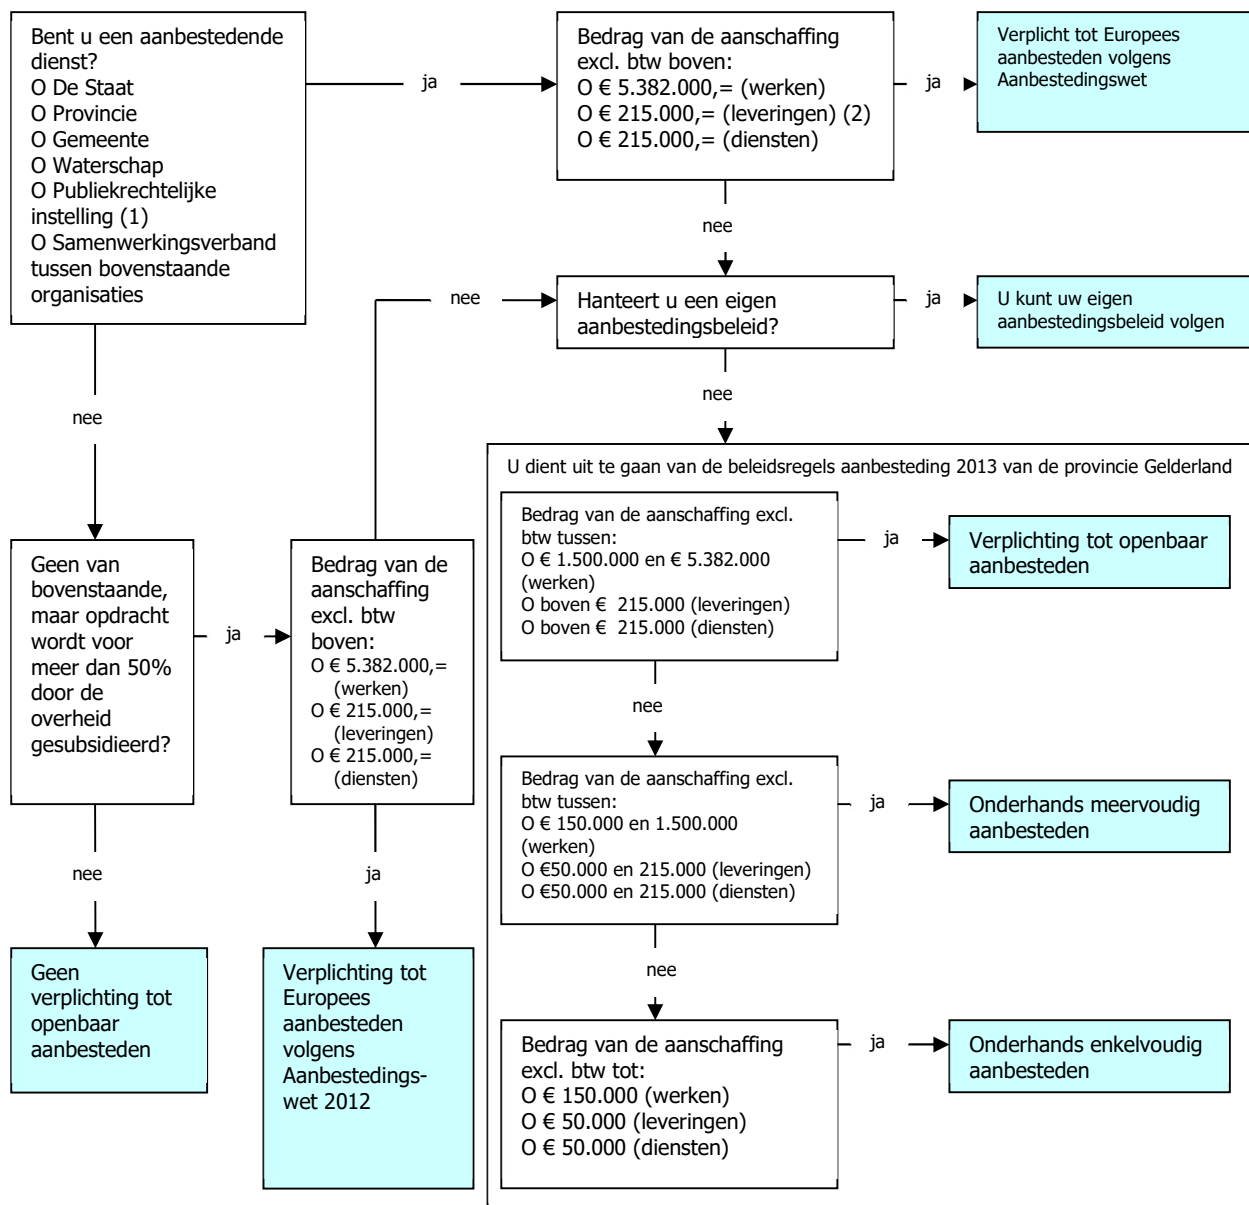 Bent u een aanbestedende
dienst?
O De Staat
O Provincie
O Gemeente
O Waterschap
O Publiekrechtelijke
instelling (1)
O Samenwerkingsverband
tussen bovenstaande
organisaties
ja
Bedrag van de aanschaffing
excl. btw boven:
O € 5.382.000,= (werken)
O € 215.000,= (leveringen) (2)
O € 215.000,= (diensten)
ja
Verplicht tot Europees
aanbesteden volgens
Aanbestedingswet
nee
nee
Hanteert u een eigen
aanbestedingsbeleid?
ja
U kunt uw eigen
aanbestedingsbeleid volgen
nee
nee
U dient uit te gaan van de beleidsregels aanbesteding 2013 van de provincie Gelderland
Geen van
bovenstaande,
maar opdracht
wordt voor
meer dan 50%
door de
overheid
gesubsidieerd?
ja
Bedrag van de
aanschaffing
excl. btw
boven:
O € 5.382.000,=
(werken)
O € 215.000,=
(leveringen)
O € 215.000,=
(diensten)
Bedrag van de aanschaffing excl.
btw tussen:
O € 1.500.000 en € 5.382.000
(werken)
O boven €  215.000 (leveringen)
O boven €  215.000 (diensten)
ja
Verplichting tot openbaar
aanbesteden
nee
Bedrag van de aanschaffing excl.
btw tussen:
O € 150.000 en 1.500.000
(werken)
O €50.000 en 215.000 (leveringen)
O €50.000 en 215.000 (diensten)
ja
Onderhands meervoudig
aanbesteden
nee
ja
nee
Geen
verplichting tot
openbaar
aanbesteden
Verplichting tot
Europees
aanbesteden
volgens
Aanbestedings-
wet 2012
Bedrag van de aanschaffing
excl. btw tot:
O € 150.000 (werken)
O € 50.000 (leveringen)
O € 50.000 (diensten)
ja
Onderhands enkelvoudig
aanbesteden